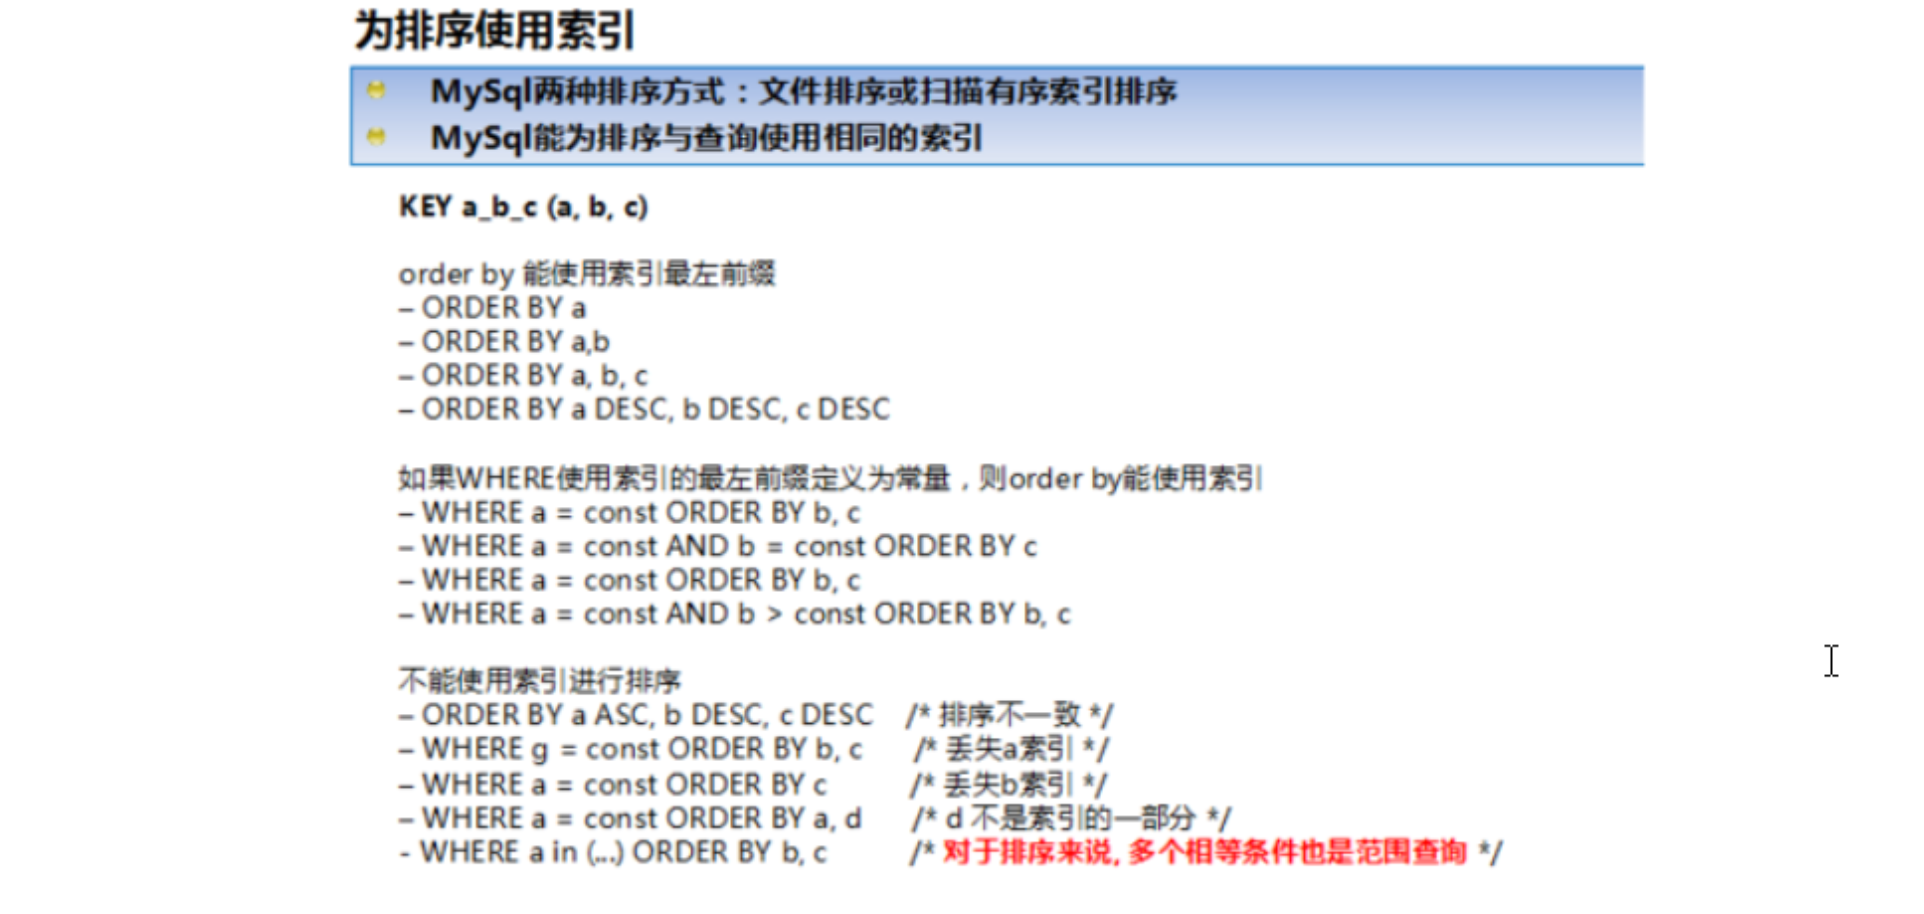 为排序使用索引
MySql两种排序方式：文件排序或扫描有序索引排序
MySql能为排序与查询使用相同的索引
KEY a_b_c (a, b, c)
order by 能使用索引最左前缀
– ORDER BY a
– ORDER BY a,b
– ORDER BY a, b, c
– ORDER BY a DESC, b DESC, c DESC
如果WHERE使用索引的最左前缀定义为常量，则order by能使用索引
– WHERE a = const ORDER BY b, c
– WHERE a = const AND b = const ORDER BY c
– WHERE a = const ORDER BY b, c
– WHERE a = const AND b > const ORDER BY b, c
不能使用索引进行排序
– ORDER BY a ASC, b DESC, c DESC /* 排序不一致 */
– WHERE g = const ORDER BY b, c /* 丢失a索引 */
– WHERE a = const ORDER BY c /* 丢失b索引 */
– WHERE a = const ORDER BY a, d /* d 不是索引的一部分 */
- WHERE a in (...) ORDER BY b, c /* 对于排序来说, 多个相等条件也是范围查询 */